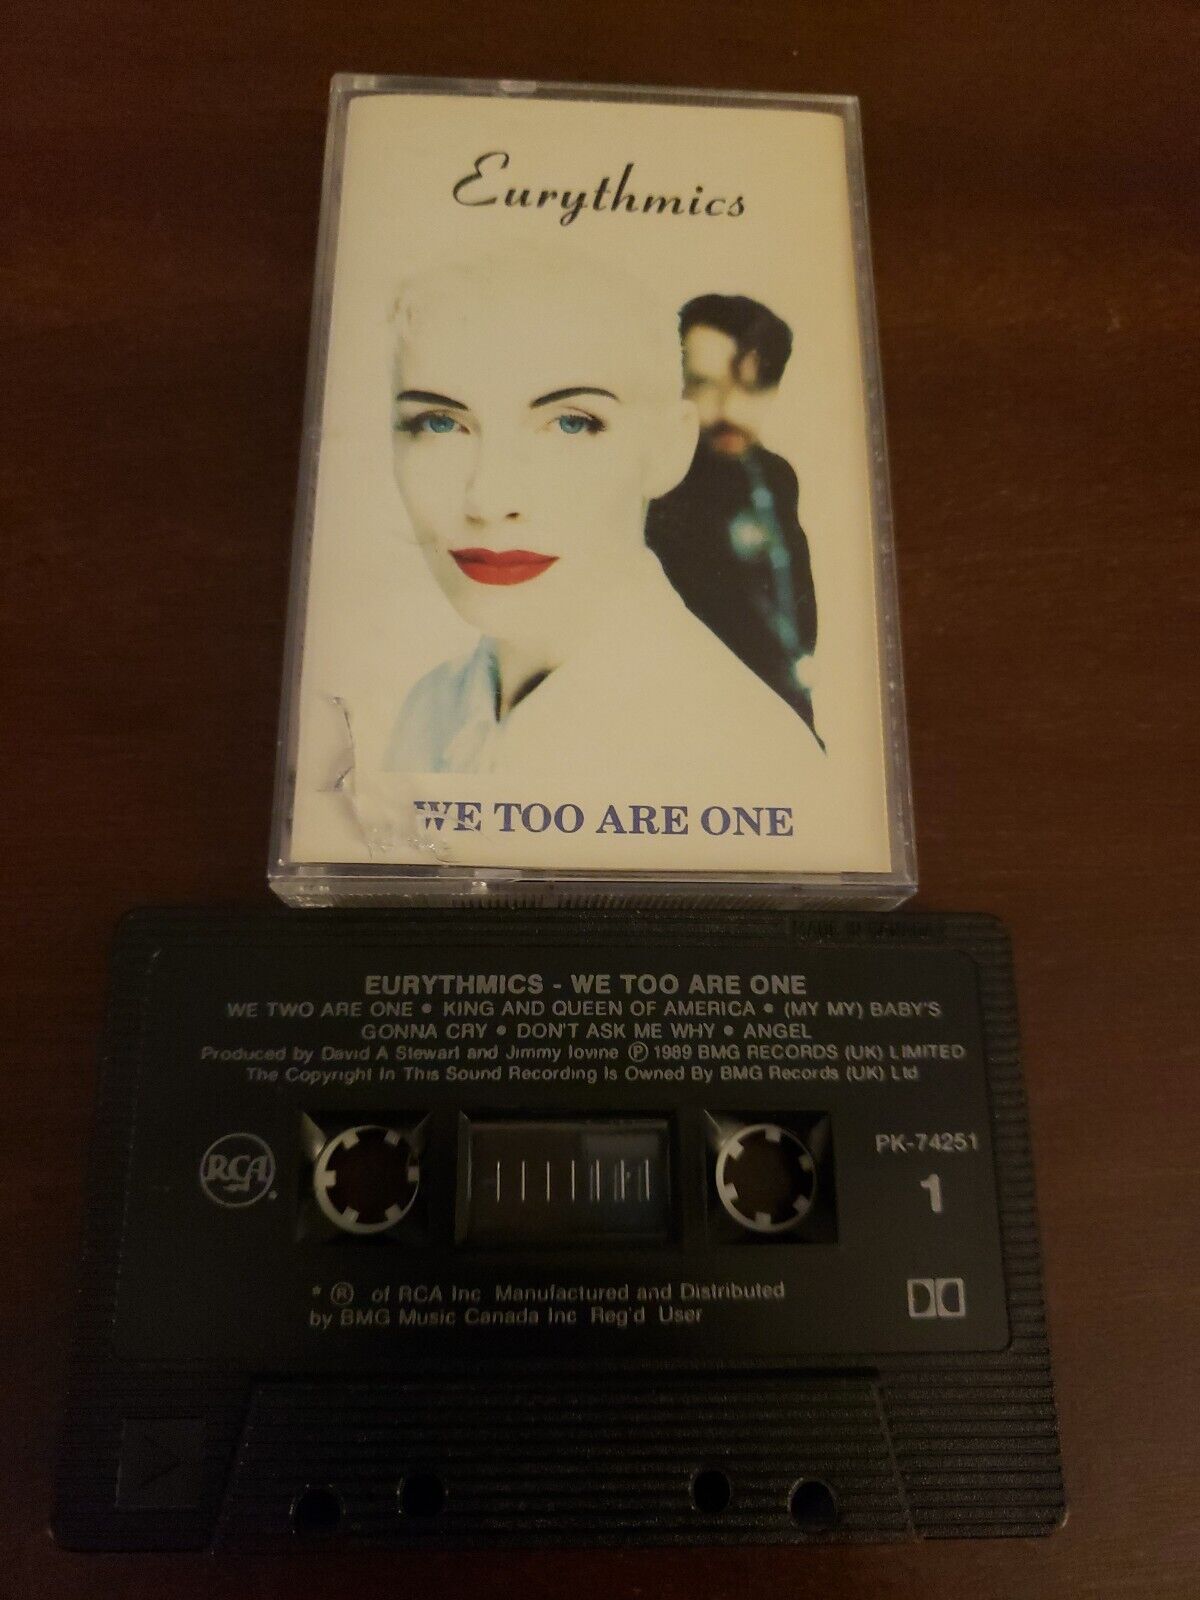 Eurythmics
WE TOO ARE ONE
MADE IN CANADA
EURYTHMICS - WE TOO ARE ONE
WE TWO ARE ONE • KING AND QUEEN OF AMERICA • (MY MY) BABY'S
GONNA CRY • DON'T ASK ME WHY • ANGEL
Produced by David A Stewart and Jimmy Iovine Ⓟ 1989 BMG RECORDS (UK) LIMITED
The Copyright In This Sound Recording Is Owned By BMG Records (UK) Ltd
RCA
PK-74251
1
* ® of RCA Inc Manufactured and Distributed
by BMG Music Canada Inc Reg'd User